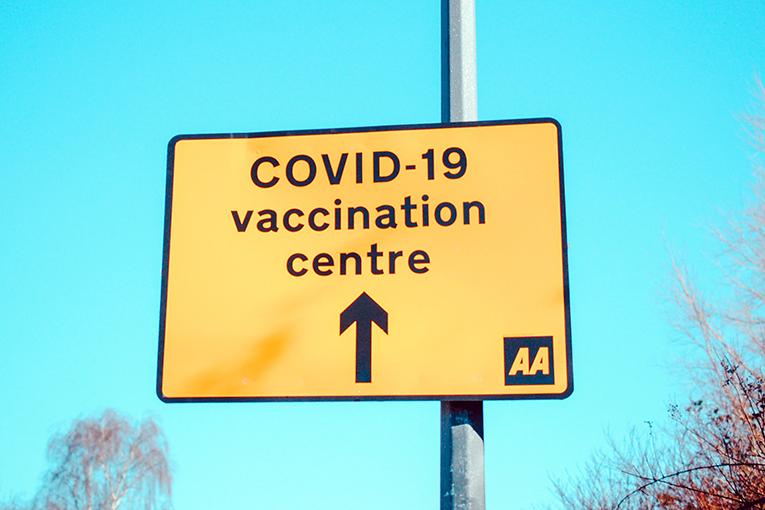 COVID-19
vaccination
centre
AA